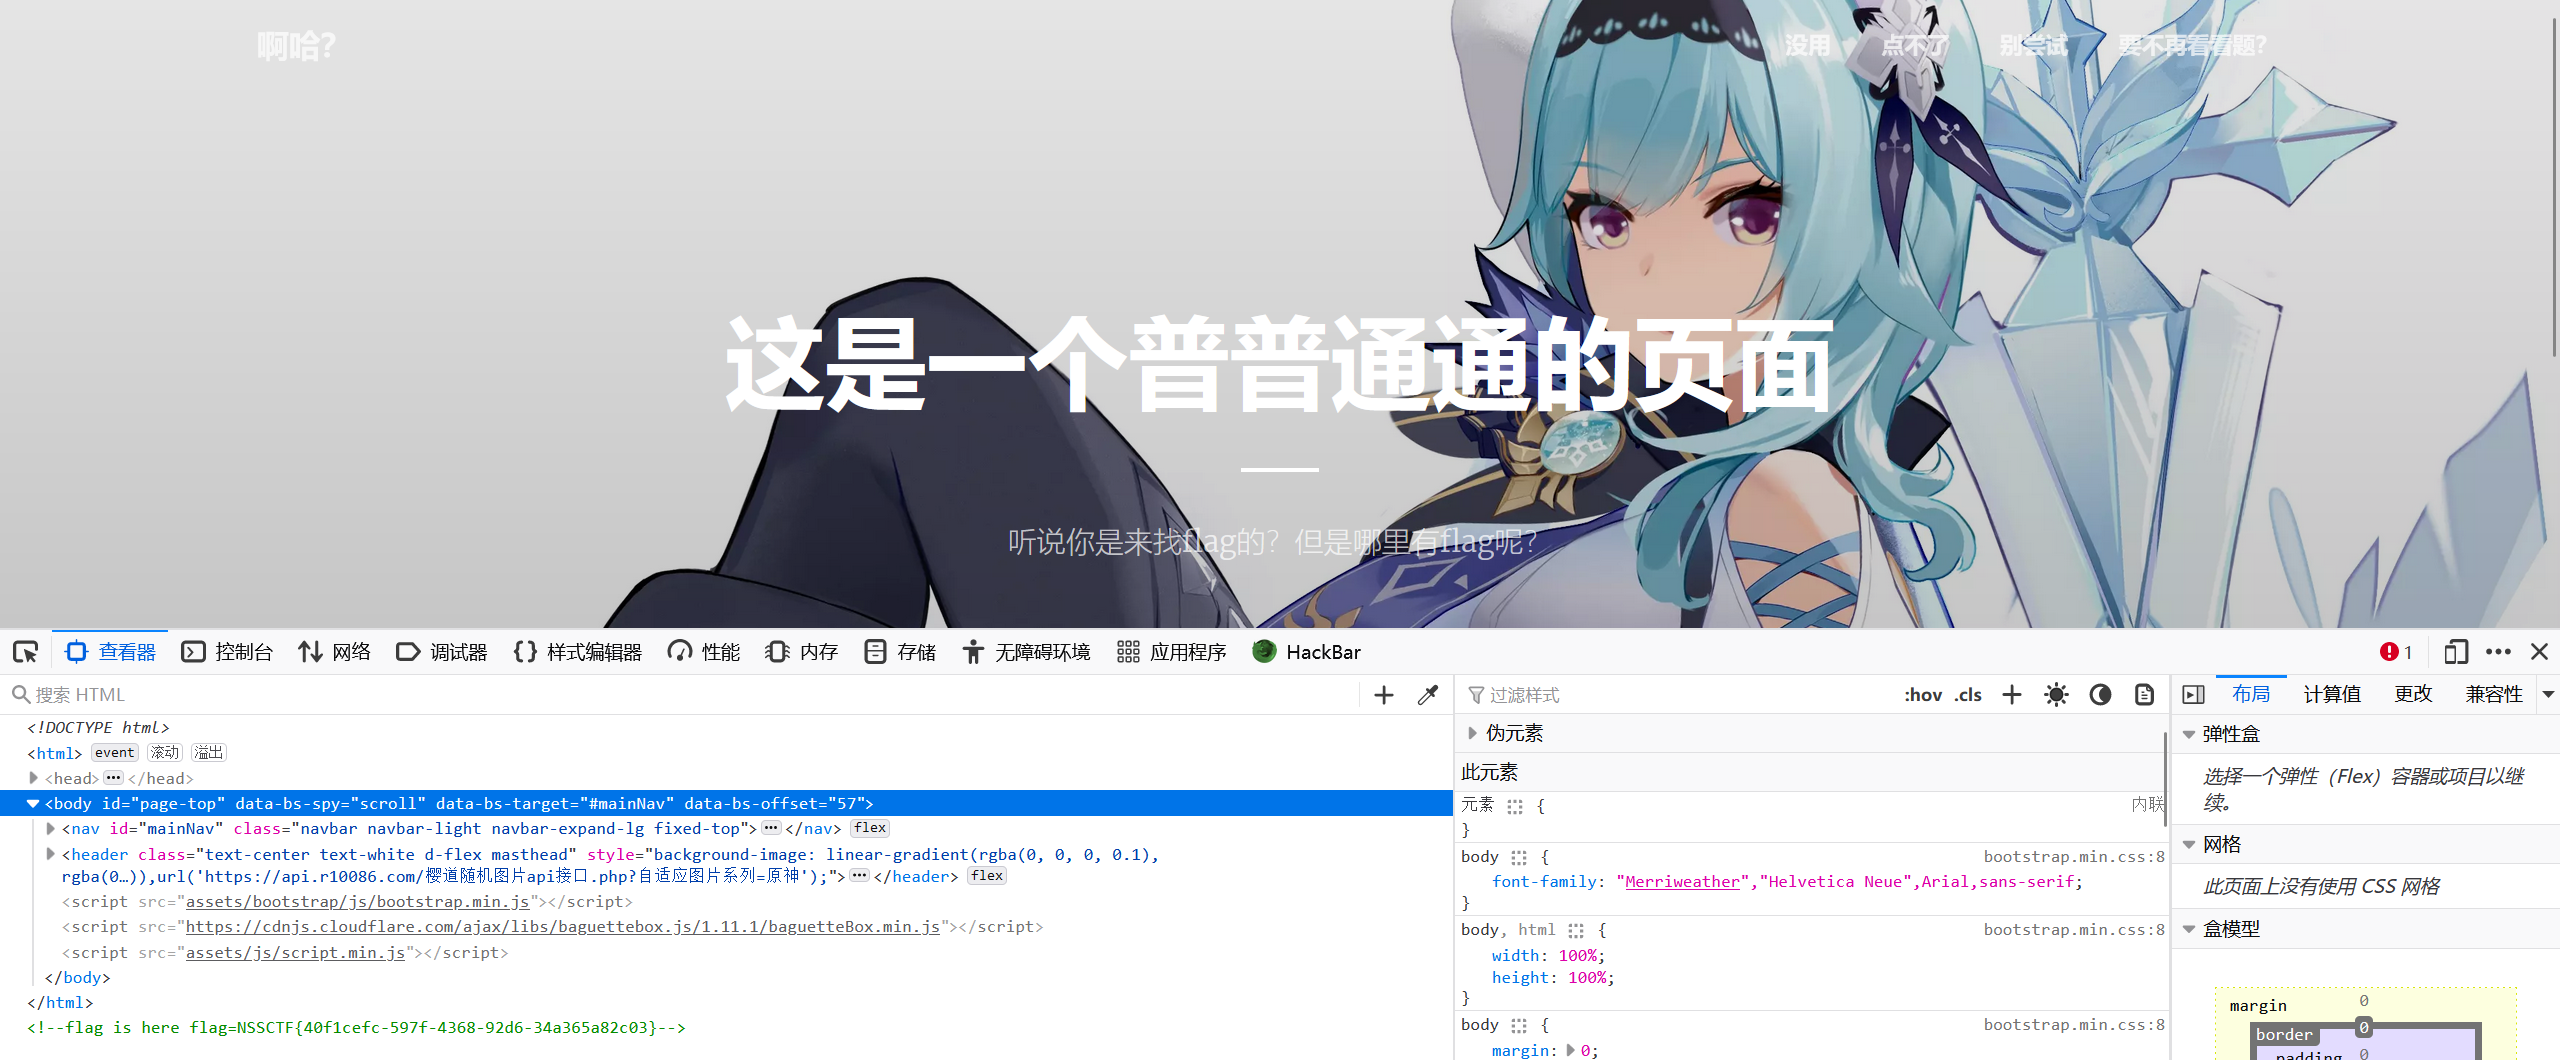 啊哈?
没用 点不了 别尝试 要不再看看题?
这是一个普普通通的页面
听说你是来找flag的? 但是哪里有flag呢?
查看器 控制台 网络 调试器 样式编辑器 性能 内存 存储 无障碍环境 应用程序 HackBar 1
搜索 HTML
<!DOCTYPE html>
<html> event 滚动 溢出
<head> ••• </head>
<body id="page-top" data-bs-spy="scroll" data-bs-target="#mainNav" data-bs-offset="57">
<nav id="mainNav" class="navbar navbar-light navbar-expand-lg fixed-top"> ••• </nav> flex
<header class="text-center text-white d-flex masthead" style="background-image: linear-gradient(rgba(0, 0, 0, 0.1),
rgba(0…)),url('https://api.r10086.com/樱道随机图片api接口.php?自适应图片系列=原神');"> ••• </header> flex
<script src="assets/bootstrap/js/bootstrap.min.js"></script>
<script src="https://cdnjs.cloudflare.com/ajax/libs/baguettebox.js/1.11.1/baguetteBox.min.js"></script>
<script src="assets/js/script.min.js"></script>
</body>
</html>
<!--flag is here flag=NSSCTF{40f1cefc-597f-4368-92d6-34a365a82c03}-->
过滤样式 :hov .cls
伪元素
此元素
元素 { 内联
}
body { bootstrap.min.css:8
font-family: "Merriweather","Helvetica Neue",Arial,sans-serif;
}
body, html { bootstrap.min.css:8
width: 100%;
height: 100%;
}
body { bootstrap.min.css:8
margin: 0;
布局 计算值 更改 兼容性
弹性盒
选择一个弹性（Flex）容器或项目以继
续。
网格
此页面上没有使用 CSS 网格
盒模型
margin 0
border 0
padding 0